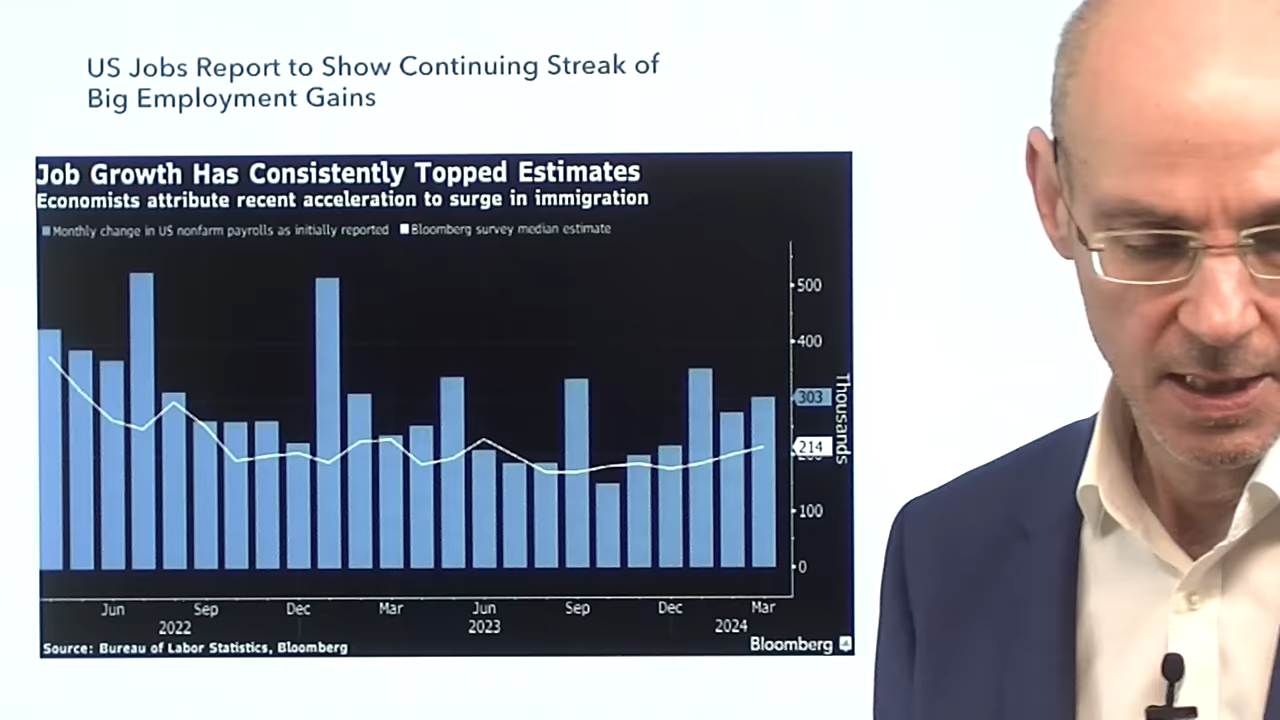 US Jobs Report to Show Continuing Streak of
Big Employment Gains
Job Growth Has Consistently Topped Estimates
Economists attribute recent acceleration to surge in immigration
Monthly change in US nonfarm payrolls as initially reported Bloomberg survey median estimate
500
400
303
214
100
0
Thousands
Jun Sep Dec Mar Jun Sep Dec Mar
2022 2023 2024
Source: Bureau of Labor Statistics, Bloomberg
Bloomberg